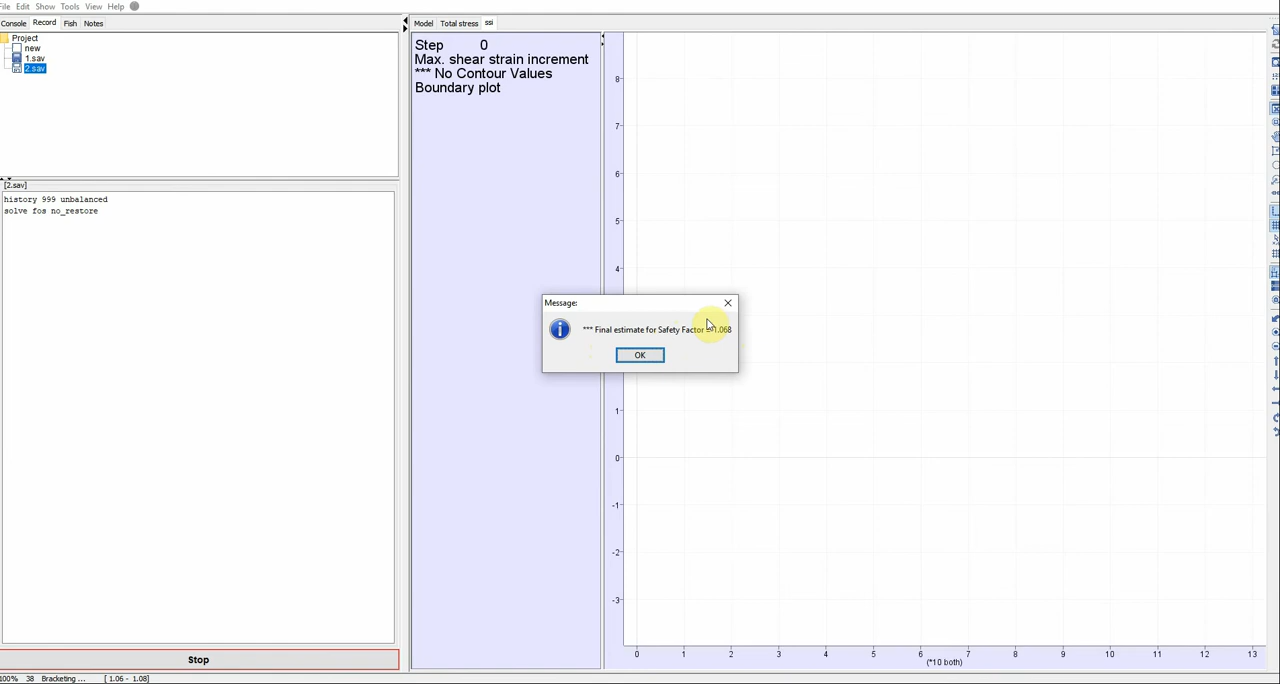 File Edit Show Tools View Help
Console Record Fish Notes
Project
new
1.sav
2.sav
[2.sav]
history 999 unbalanced
solve fos no_restore
Stop
100% 38 Bracketing ... [ 1.06 - 1.08]
Model Total stress ssi
Step 0
Max. shear strain increment
*** No Contour Values
Boundary plot
8
7
6
5
4
1
0
-1
-2
-3
0 1 2 3 4 5 6 7 8 9 10 11 12 13
(*10 both)
Message:
*** Final estimate for Safety Factor = 1.068
OK